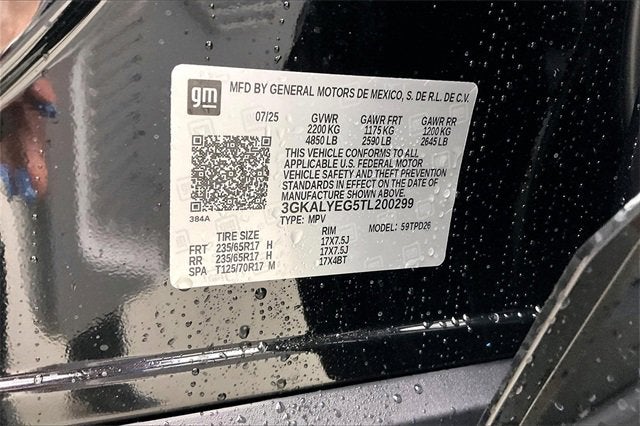 gm MFD BY GENERAL MOTORS DE MEXICO, S. DE R.L. DE C.V.
07/25 GVWR GAWR FRT GAWR RR
2200 KG 1175 KG 1200 KG
4850 LB 2590 LB 2645 LB
THIS VEHICLE CONFORMS TO ALL
APPLICABLE U.S. FEDERAL MOTOR
VEHICLE SAFETY AND THEFT PREVENTION
STANDARDS IN EFFECT ON THE DATE OF
MANUFACTURE SHOWN ABOVE.
3GKALYEG5TL200299
384A TYPE: MPV MODEL: 59TPD26
TIRE SIZE RIM
FRT 235/65R17 H 17X7.5J
RR 235/65R17 H 17X7.5J
SPA T125/70R17 M 17X4BT